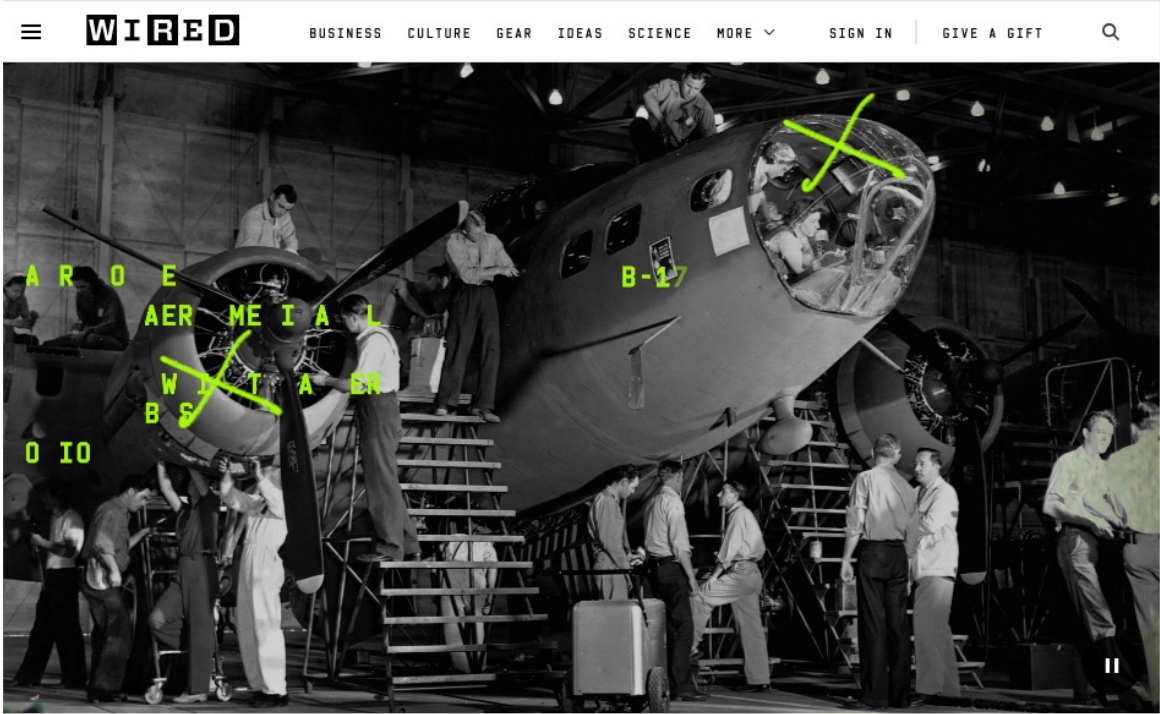 WIRED
BUSINESS CULTURE GEAR IDEAS SCIENCE MORE SIGN IN GIVE A GIFT
A R O E
B-17
AER ME I A L
W I T A ER
B S
O IO